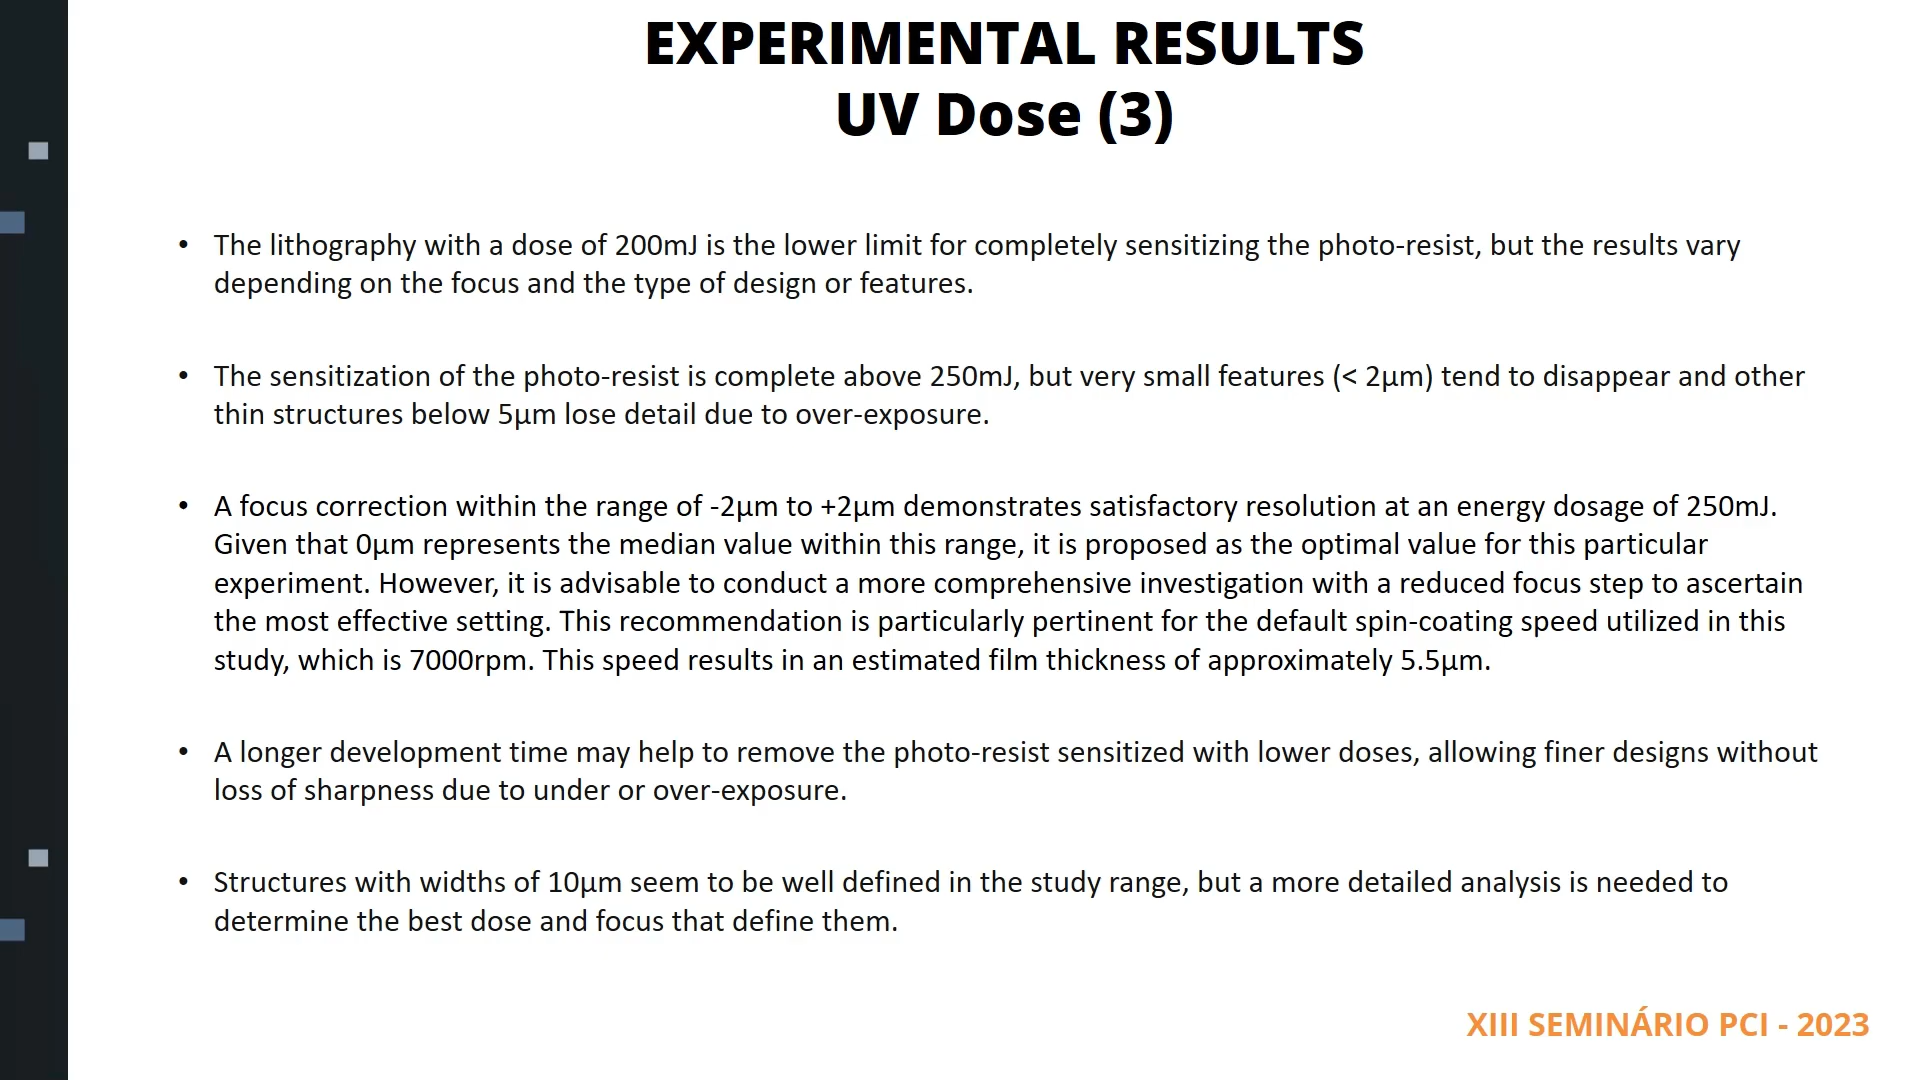 EXPERIMENTAL RESULTS
UV Dose (3)
• The lithography with a dose of 200mJ is the lower limit for completely sensitizing the photo-resist, but the results vary
depending on the focus and the type of design or features.
• The sensitization of the photo-resist is complete above 250mJ, but very small features (< 2µm) tend to disappear and other
thin structures below 5µm lose detail due to over-exposure.
• A focus correction within the range of -2µm to +2µm demonstrates satisfactory resolution at an energy dosage of 250mJ.
Given that 0µm represents the median value within this range, it is proposed as the optimal value for this particular
experiment. However, it is advisable to conduct a more comprehensive investigation with a reduced focus step to ascertain
the most effective setting. This recommendation is particularly pertinent for the default spin-coating speed utilized in this
study, which is 7000rpm. This speed results in an estimated film thickness of approximately 5.5µm.
• A longer development time may help to remove the photo-resist sensitized with lower doses, allowing finer designs without
loss of sharpness due to under or over-exposure.
• Structures with widths of 10µm seem to be well defined in the study range, but a more detailed analysis is needed to
determine the best dose and focus that define them.
XIII SEMINÁRIO PCI - 2023